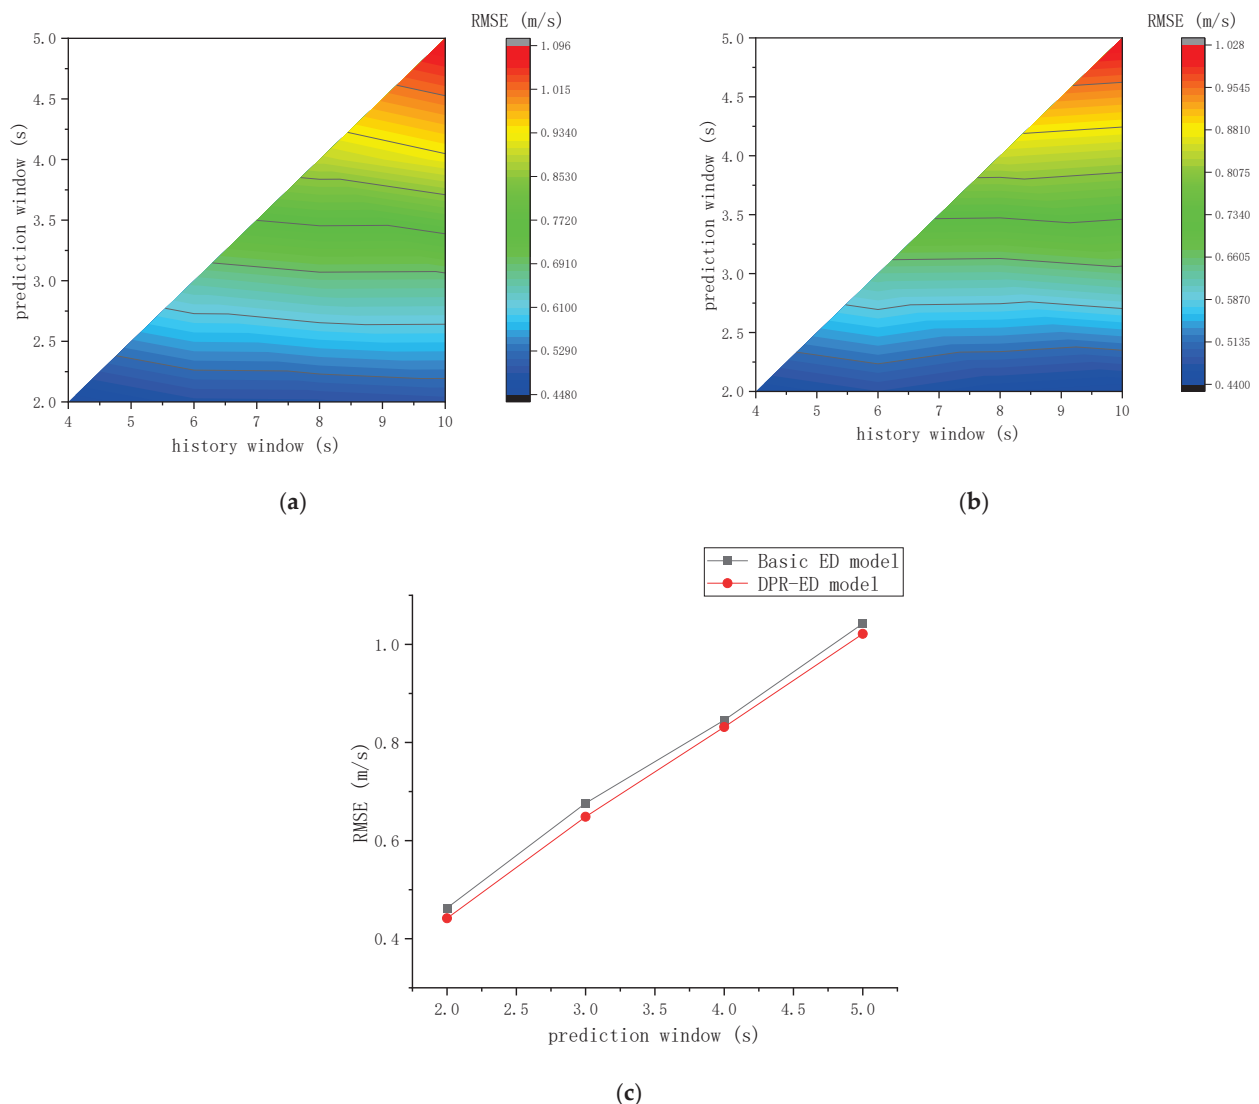 RMSE (m/s)
5.0
4.5
4.0
3.5
3.0
2.5
2.0
prediction window (s)
4 5 6 7 8 9 10
history window (s)
1.096
1.015
0.9340
0.8530
0.7720
0.6910
0.6100
0.5290
0.4480
(a)
RMSE (m/s)
5.0
4.5
4.0
3.5
3.0
2.5
2.0
prediction window (s)
4 5 6 7 8 9 10
history window (s)
1.028
0.9545
0.8810
0.8075
0.7340
0.6605
0.5870
0.5135
0.4400
(b)
Basic ED model
DPR-ED model
1.0
0.8
0.6
0.4
RMSE (m/s)
2.0 2.5 3.0 3.5 4.0 4.5 5.0
prediction window (s)
(c)